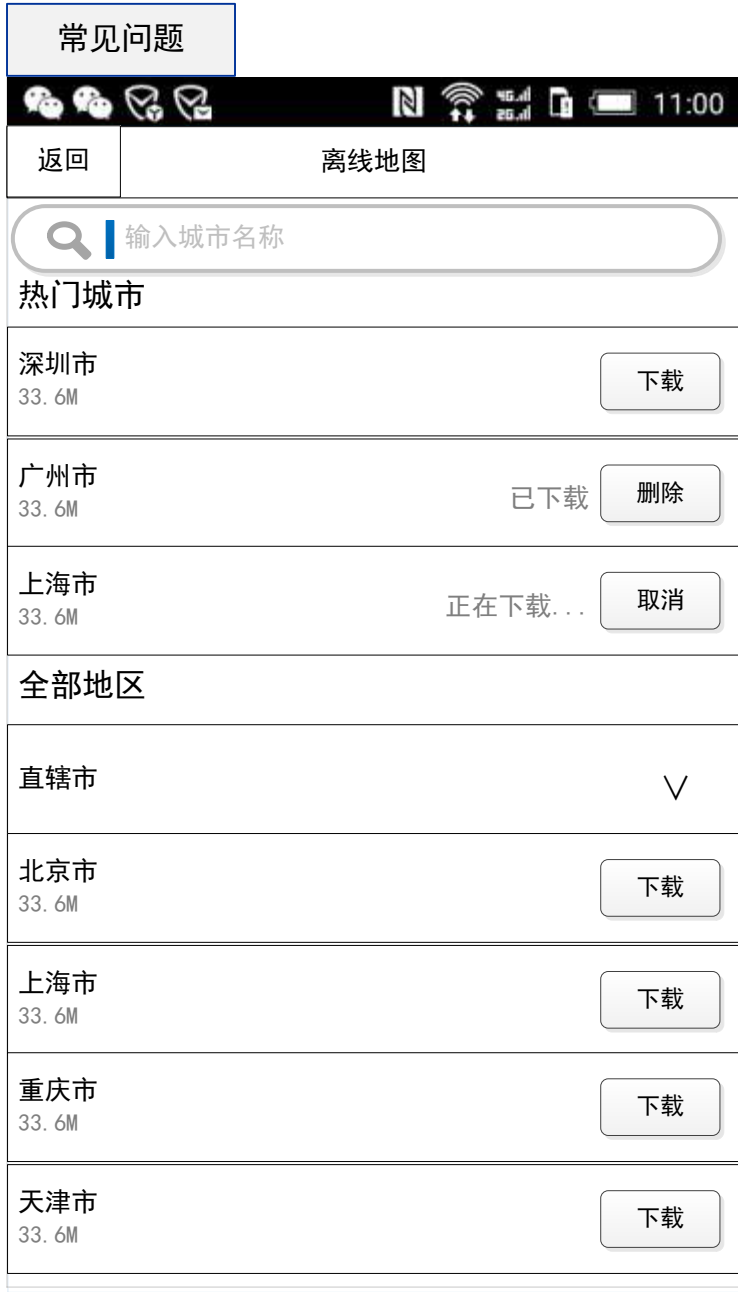 常见问题
4G 2G 11:00
返回 离线地图
输入城市名称
热门城市
深圳市
33.6M
下载
广州市
33.6M
已下载 删除
上海市
33.6M
正在下载... 取消
全部地区
直辖市
北京市
33.6M
下载
上海市
33.6M
下载
重庆市
33.6M
下载
天津市
33.6M
下载